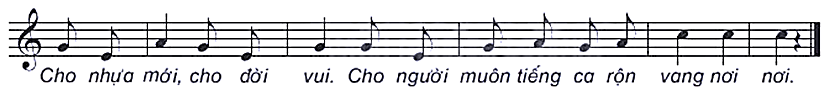 Cho nhựa mới, cho đời vui. Cho người muôn tiếng ca rộn vang nơi nơi.